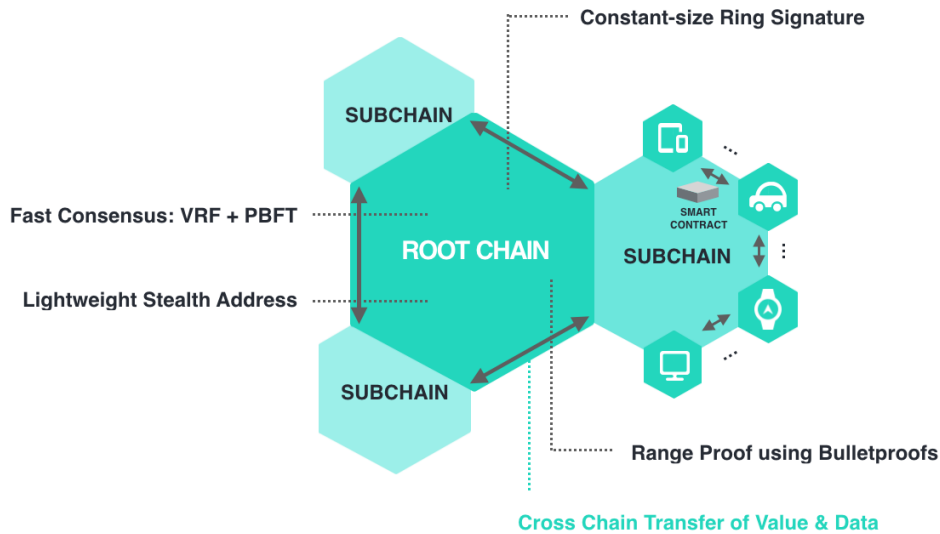 Constant-size Ring Signature
SUBCHAIN
Fast Consensus: VRF + PBFT
SMART
CONTRACT
ROOT CHAIN
SUBCHAIN
Lightweight Stealth Address
SUBCHAIN
Range Proof using Bulletproofs
Cross Chain Transfer of Value & Data